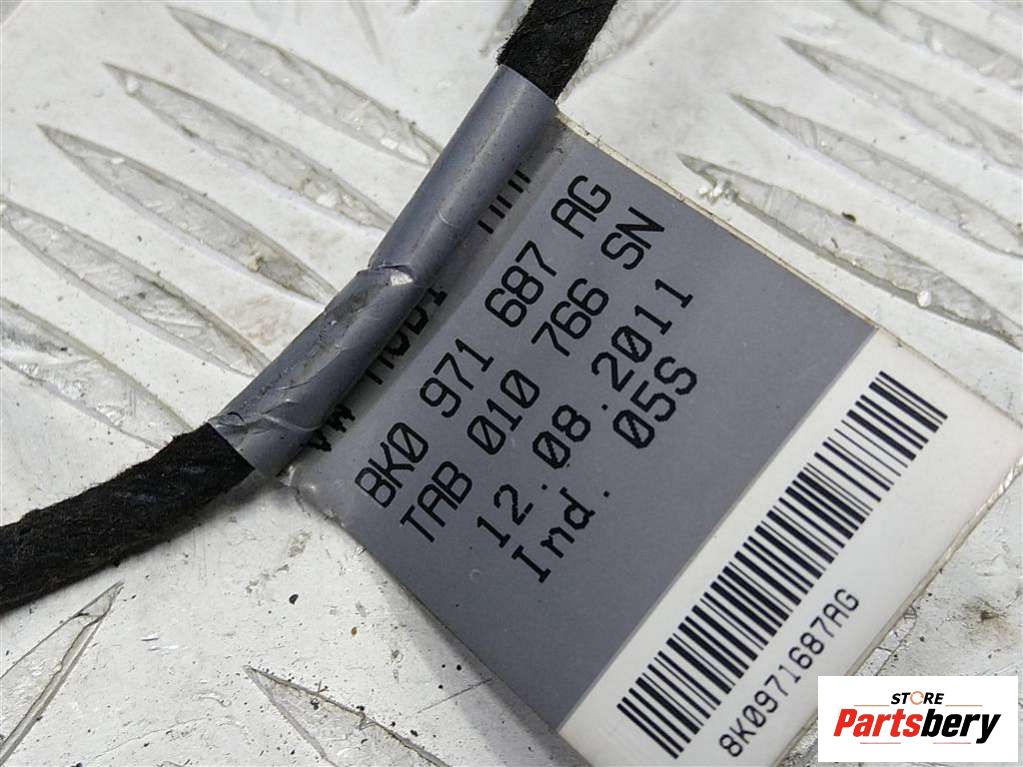 8K0 971 687 AG
TAB 010 766 SN
12.08.2011
Ind. 05S
8K0971687AG
STORE
Partsbery